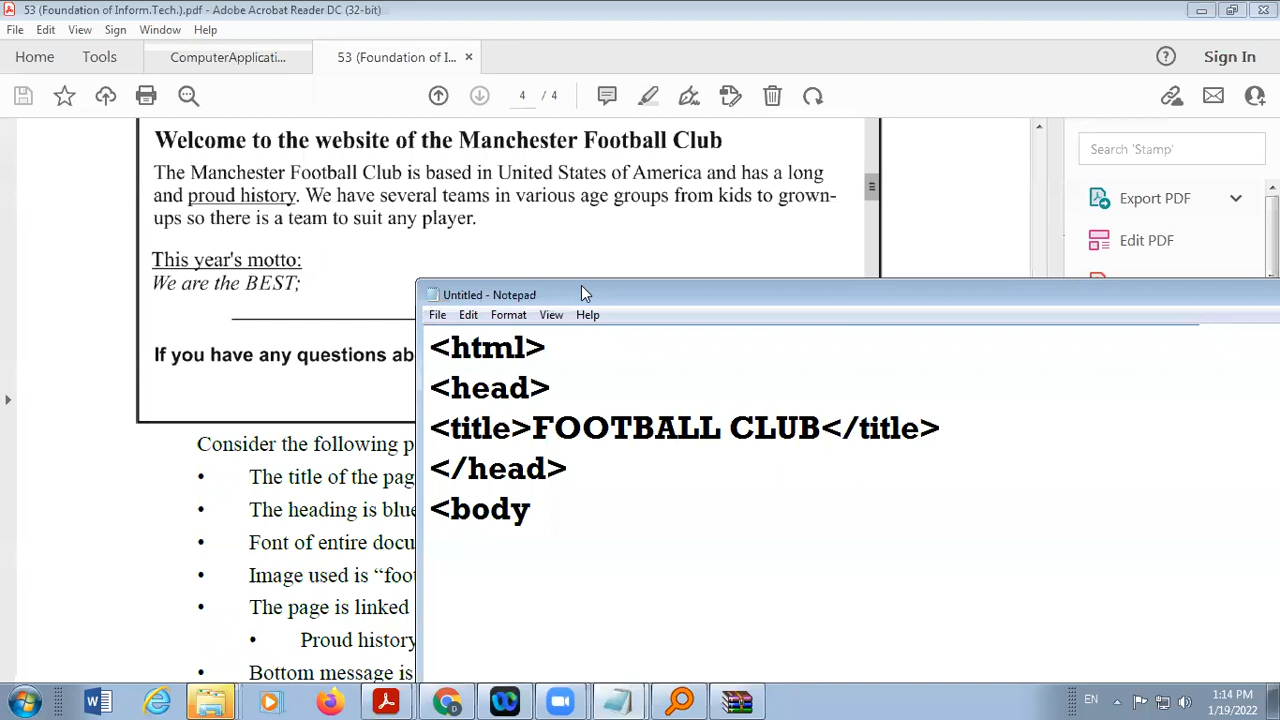 53 (Foundation of Inform.Tech.).pdf - Adobe Acrobat Reader DC (32-bit)
File Edit View Sign Window Help
Home Tools ComputerApplicati... 53 (Foundation of I... × Sign In
4 / 4
Welcome to the website of the Manchester Football Club
The Manchester Football Club is based in United States of America and has a long
and proud history. We have several teams in various age groups from kids to grown-
ups so there is a team to suit any player.
This year's motto:
We are the BEST;
If you have any questions abo
Search 'Stamp'
Export PDF
Edit PDF
Untitled - Notepad
File Edit Format View Help
<html>
<head>
<title>FOOTBALL CLUB</title>
</head>
<body
Consider the following p
• The title of the pag
• The heading is blue
• Font of entire docu
• Image used is “foot
• The page is linked
• Proud history
• Bottom message is
EN
1:14 PM
1/19/2022